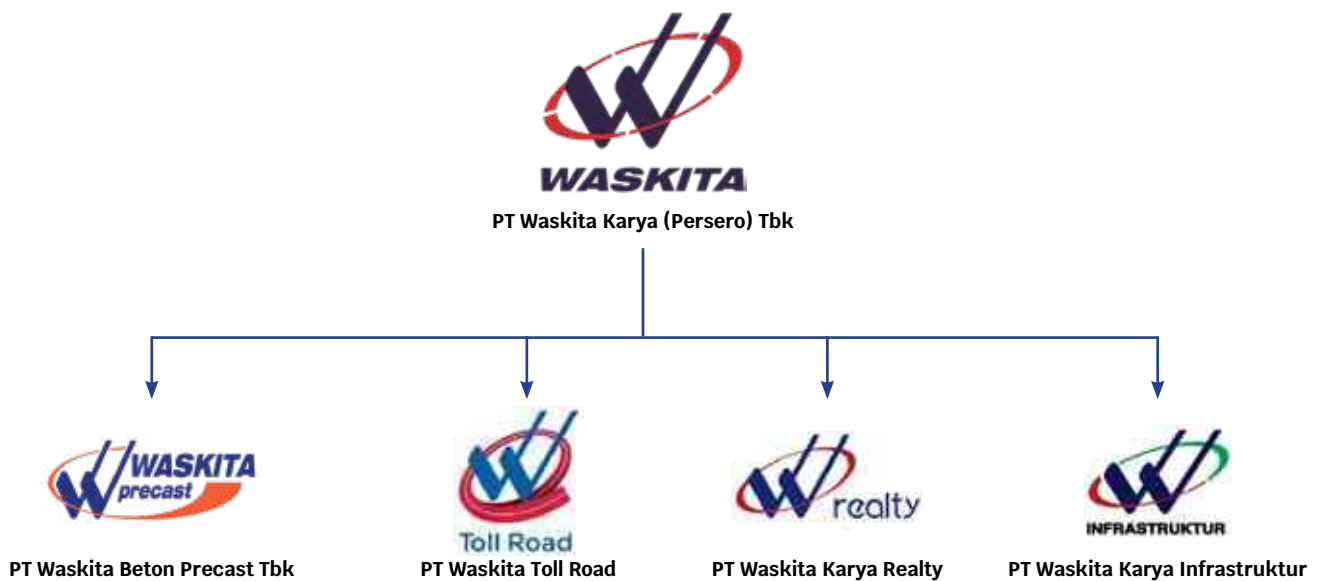 WASKITA
PT Waskita Karya (Persero) Tbk
WASKITA
precast
Toll Road
realty
INFRASTRUKTUR
PT Waskita Beton Precast Tbk
PT Waskita Toll Road
PT Waskita Karya Realty
PT Waskita Karya Infrastruktur